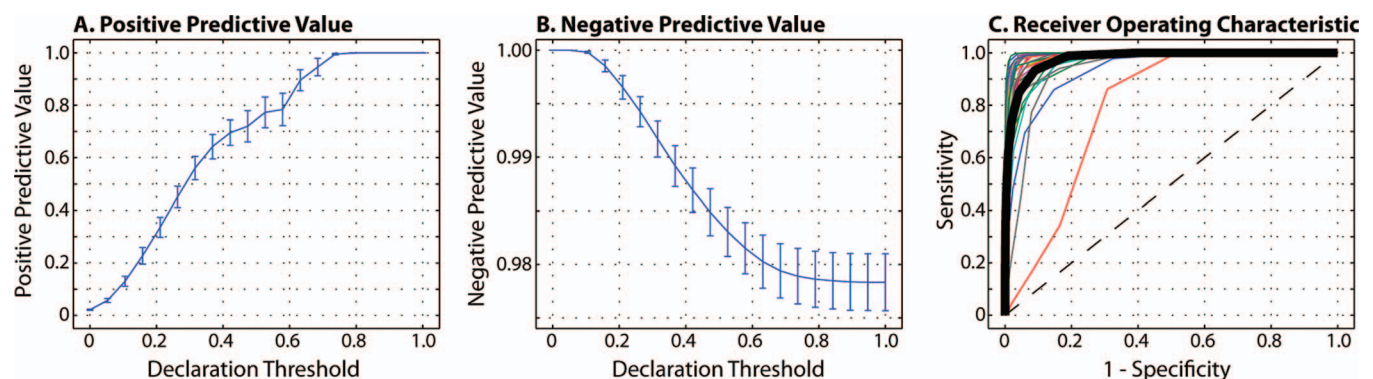 A. Positive Predictive Value
Positive Predictive Value
1.0
0.8
0.6
0.4
0.2
0
0 0.2 0.4 0.6 0.8 1.0
Declaration Threshold
B. Negative Predictive Value
Negative Predictive Value
1.00
0.99
0.98
0 0.2 0.4 0.6 0.8 1.0
Declaration Threshold
C. Receiver Operating Characteristic
Sensitivity
1.0
0.8
0.6
0.4
0.2
0
0 0.2 0.4 0.6 0.8 1.0
1 - Specificity